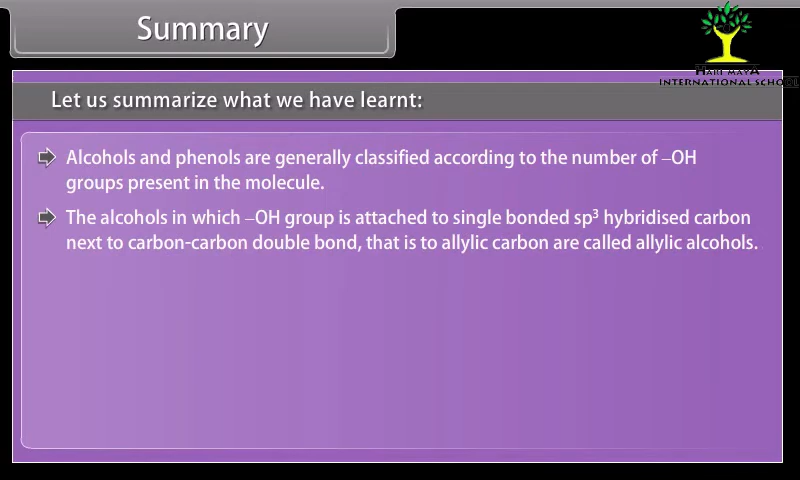 Summary
HARI MAYA
INTERNATIONAL SCHOOL
Let us summarize what we have learnt:
Alcohols and phenols are generally classified according to the number of –OH
groups present in the molecule.
The alcohols in which –OH group is attached to single bonded sp³ hybridised carbon
next to carbon-carbon double bond, that is to allylic carbon are called allylic alcohols.